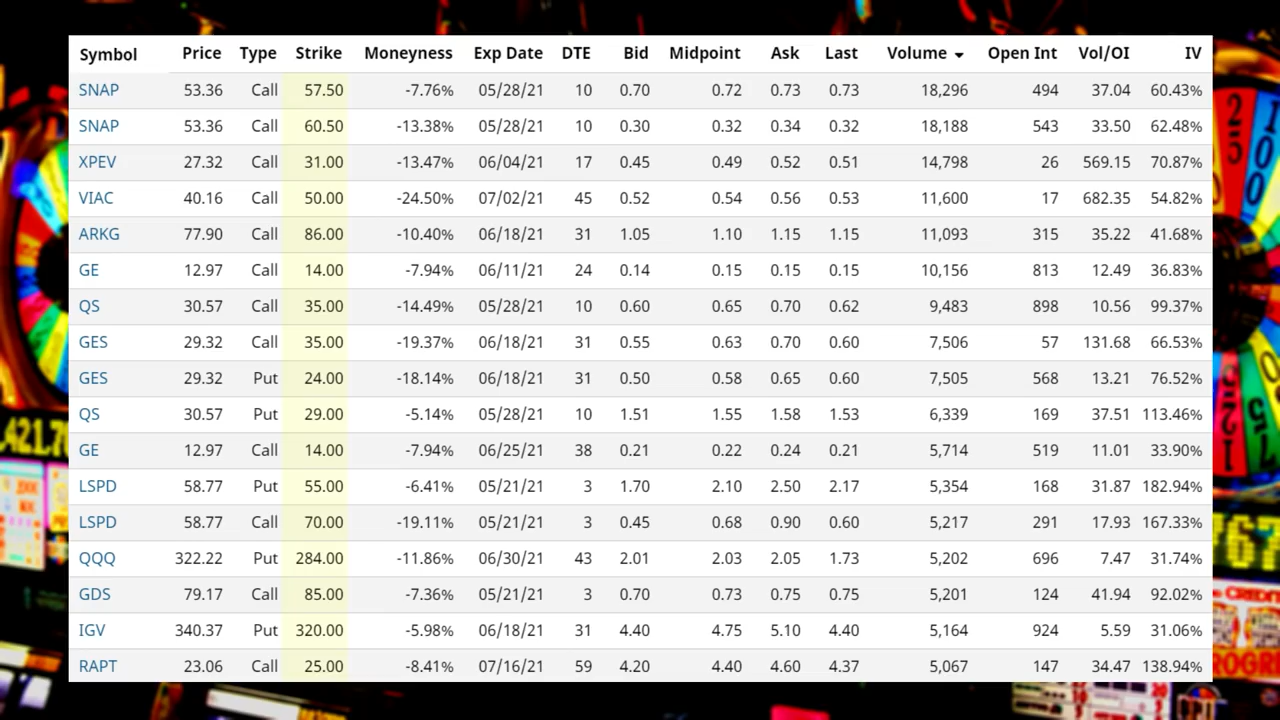 Symbol Price Type Strike Moneyness Exp Date DTE Bid Midpoint Ask Last Volume Open Int Vol/OI IV
SNAP 53.36 Call 57.50 -7.76% 05/28/21 10 0.70 0.72 0.73 0.73 18,296 494 37.04 60.43%
SNAP 53.36 Call 60.50 -13.38% 05/28/21 10 0.30 0.32 0.34 0.32 18,188 543 33.50 62.48%
XPEV 27.32 Call 31.00 -13.47% 06/04/21 17 0.45 0.49 0.52 0.51 14,798 26 569.15 70.87%
VIAC 40.16 Call 50.00 -24.50% 07/02/21 45 0.52 0.54 0.56 0.53 11,600 17 682.35 54.82%
ARKG 77.90 Call 86.00 -10.40% 06/18/21 31 1.05 1.10 1.15 1.15 11,093 315 35.22 41.68%
GE 12.97 Call 14.00 -7.94% 06/11/21 24 0.14 0.15 0.15 0.15 10,156 813 12.49 36.83%
QS 30.57 Call 35.00 -14.49% 05/28/21 10 0.60 0.65 0.70 0.62 9,483 898 10.56 99.37%
GES 29.32 Call 35.00 -19.37% 06/18/21 31 0.55 0.63 0.70 0.60 7,506 57 131.68 66.53%
GES 29.32 Put 24.00 -18.14% 06/18/21 31 0.50 0.58 0.65 0.60 7,505 568 13.21 76.52%
QS 30.57 Put 29.00 -5.14% 05/28/21 10 1.51 1.55 1.58 1.53 6,339 169 37.51 113.46%
GE 12.97 Call 14.00 -7.94% 06/25/21 38 0.21 0.22 0.24 0.21 5,714 519 11.01 33.90%
LSPD 58.77 Put 55.00 -6.41% 05/21/21 3 1.70 2.10 2.50 2.17 5,354 168 31.87 182.94%
LSPD 58.77 Call 70.00 -19.11% 05/21/21 3 0.45 0.68 0.90 0.60 5,217 291 17.93 167.33%
QQQ 322.22 Put 284.00 -11.86% 06/30/21 43 2.01 2.03 2.05 1.73 5,202 696 7.47 31.74%
GDS 79.17 Call 85.00 -7.36% 05/21/21 3 0.70 0.73 0.75 0.75 5,201 124 41.94 92.02%
IGV 340.37 Put 320.00 -5.98% 06/18/21 31 4.40 4.75 5.10 4.40 5,164 924 5.59 31.06%
RAPT 23.06 Call 25.00 -8.41% 07/16/21 59 4.20 4.40 4.60 4.37 5,067 147 34.47 138.94%